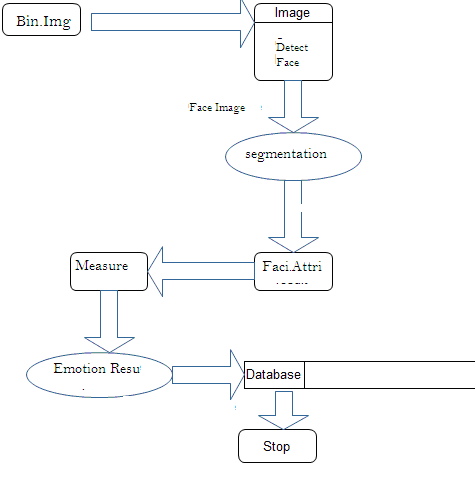 Bin.Img
Image
Detect
Face
Face Image
segmentation
Faci.Attri
Measure
Emotion Resu
Database
Stop